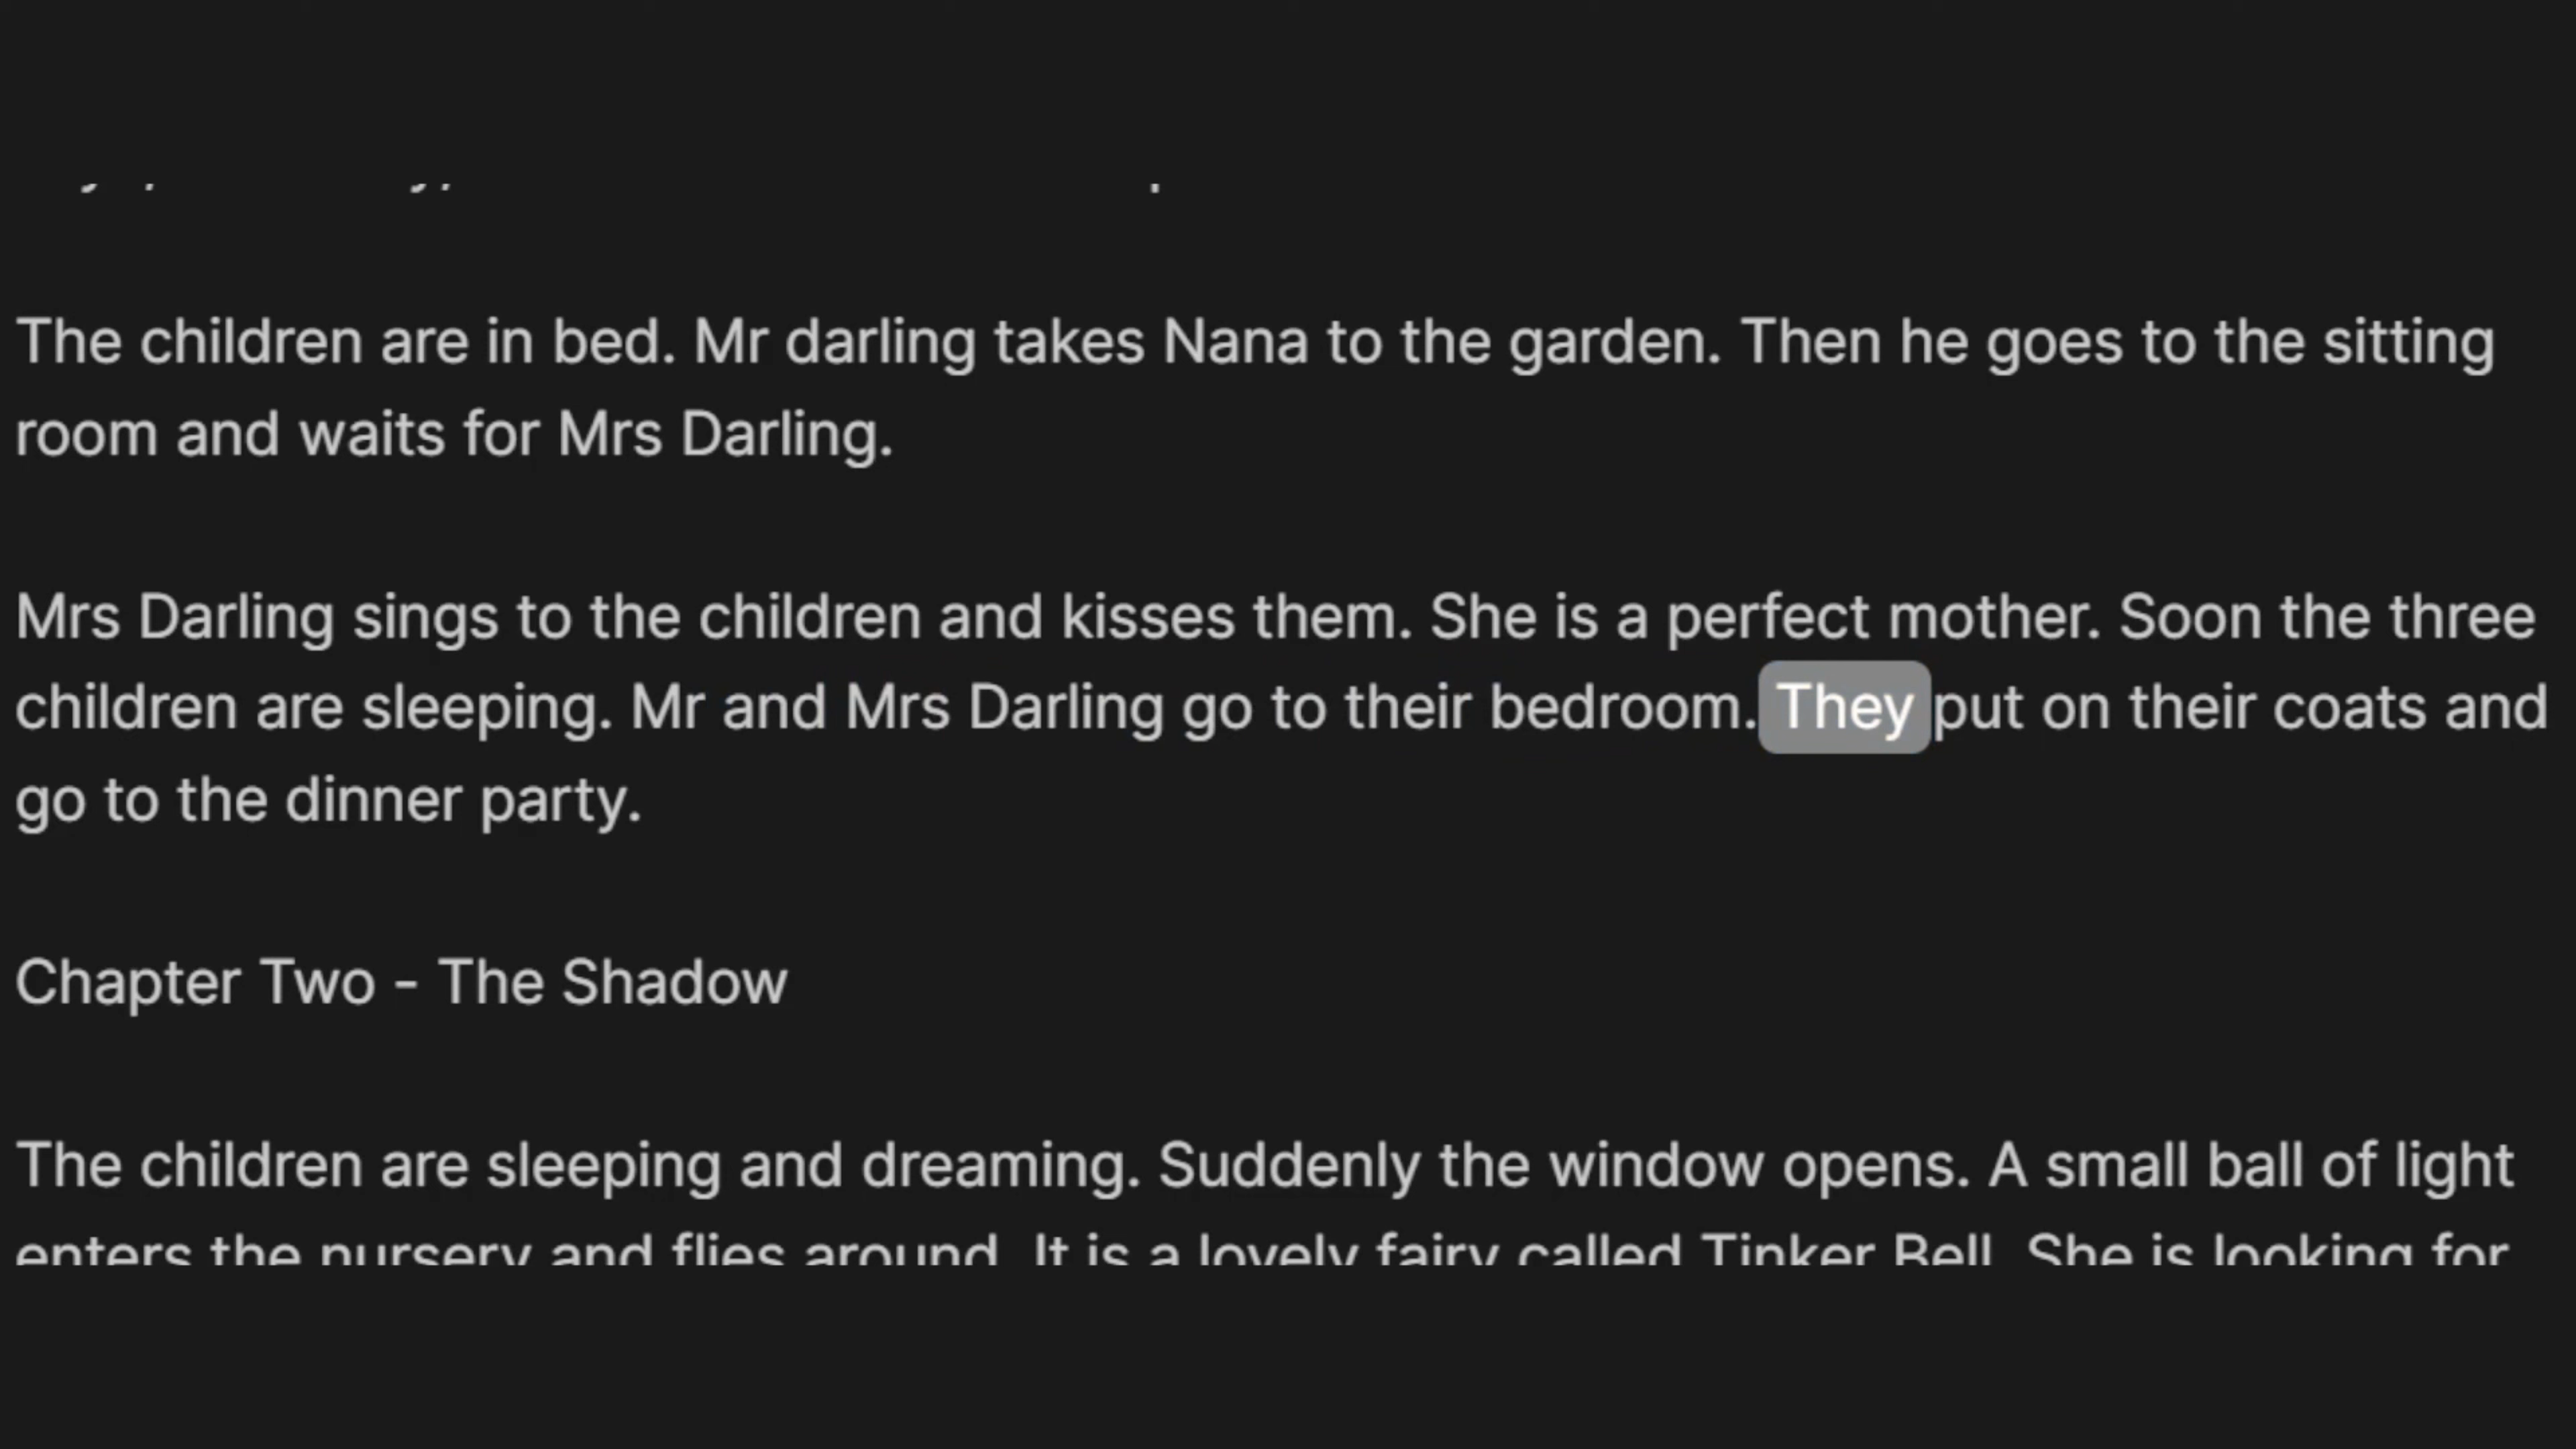 The children are in bed. Mr darling takes Nana to the garden. Then he goes to the sitting
room and waits for Mrs Darling.
Mrs Darling sings to the children and kisses them. She is a perfect mother. Soon the three
children are sleeping. Mr and Mrs Darling go to their bedroom. They put on their coats and
go to the dinner party.
Chapter Two - The Shadow
The children are sleeping and dreaming. Suddenly the window opens. A small ball of light
enters the nursery and flies around. It is a lovely fairy called Tinker Bell. She is looking for